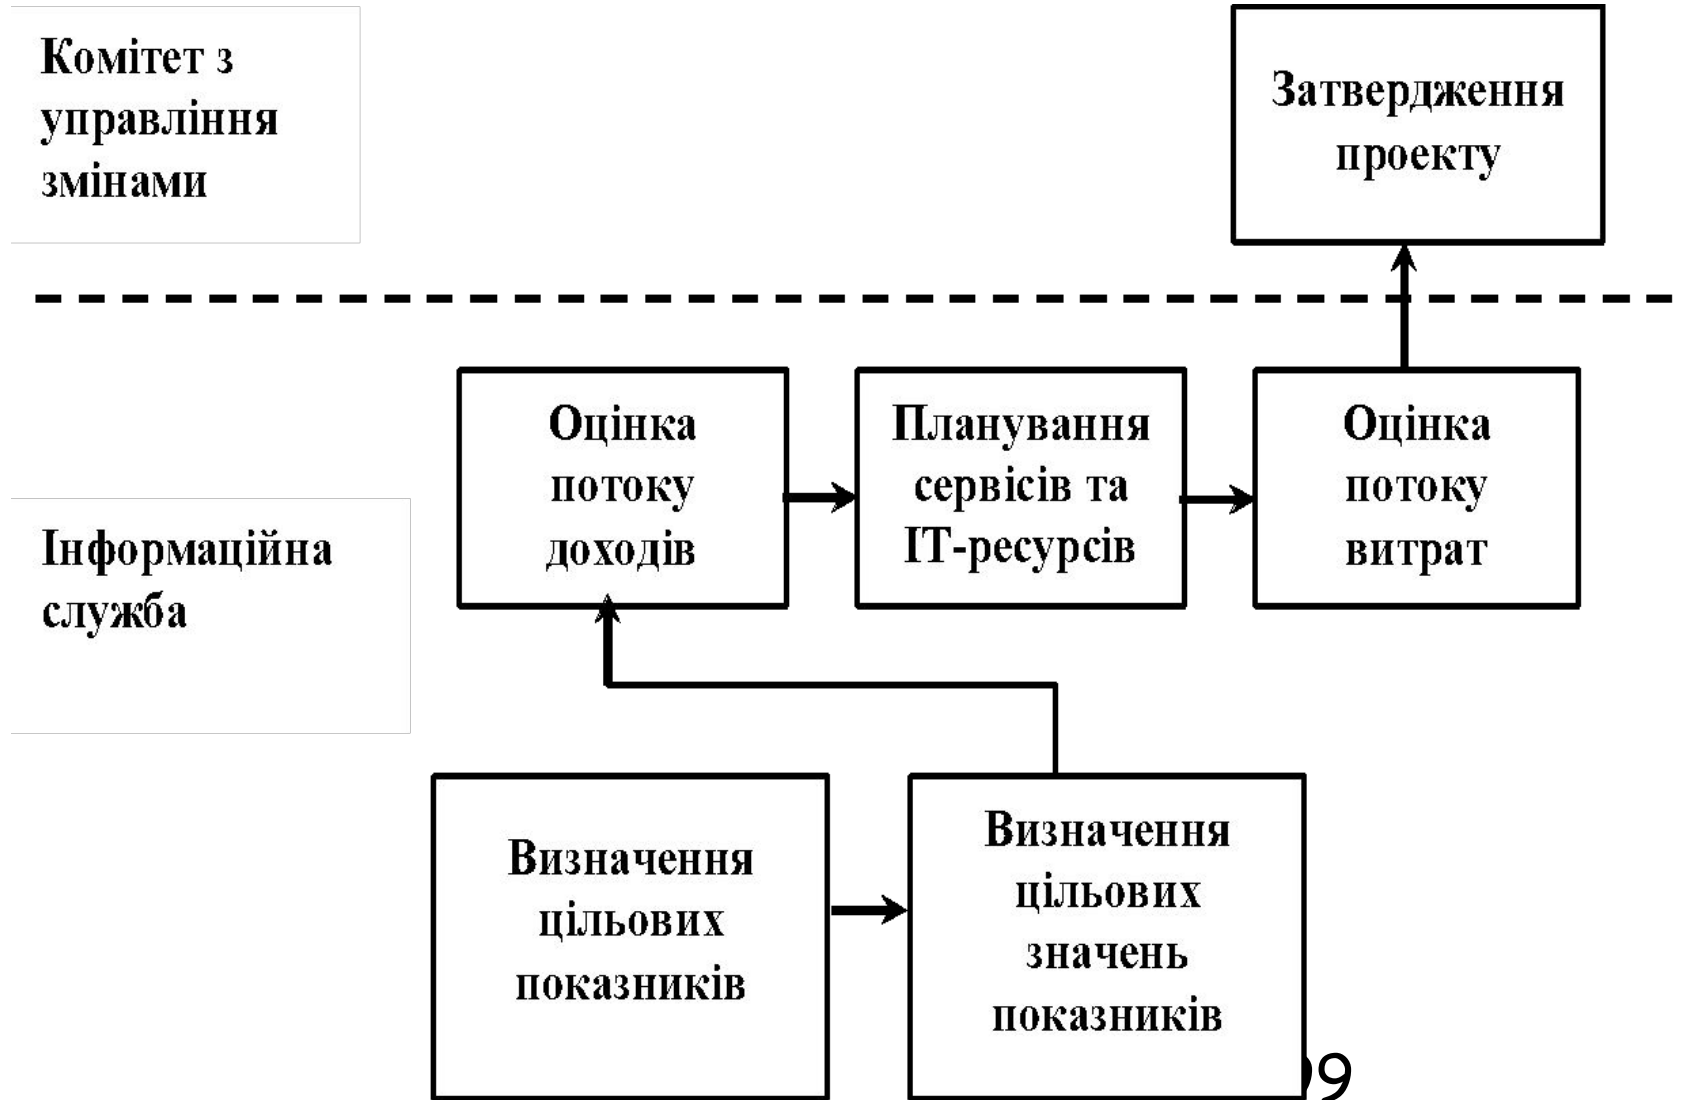 Комітет з
управління
змінами
Затвердження
проекту
Оцінка
потоку
доходів
Планування
сервісів та
ІТ-ресурсів
Оцінка
потоку
витрат
Інформаційна
служба
Визначення
цільових
показників
Визначення
цільових
значень
показників